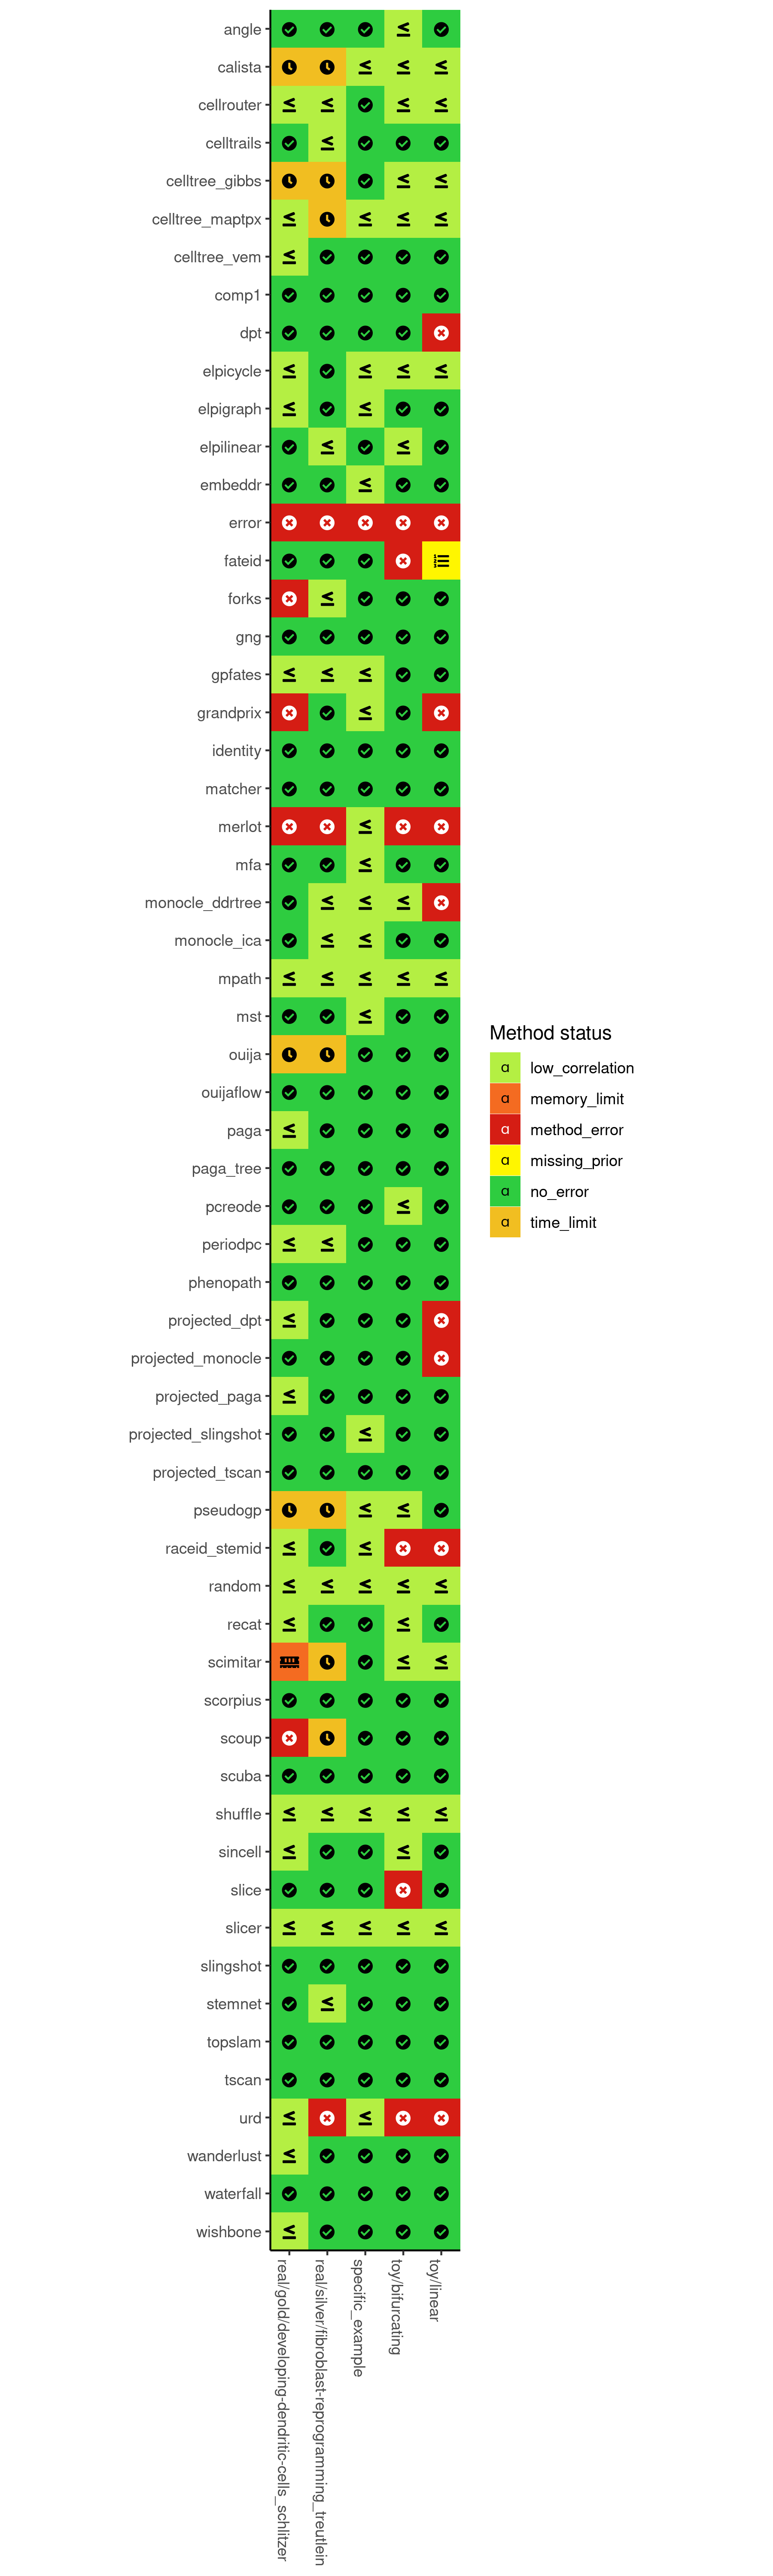 angle
calista
cellrouter
celltrails
celltree_gibbs
celltree_maptpx
celltree_vem
comp1
dpt
elpicycle
elpigraph
elpilinear
embeddr
error
fateid
forks
gng
gpfates
grandprix
identity
matcher
merlot
mfa
monocle_ddrtree
monocle_ica
mpath
mst
ouija
ouijaflow
paga
paga_tree
pcreode
periodpc
phenopath
projected_dpt
projected_monocle
projected_paga
projected_slingshot
projected_tscan
pseudogp
raceid_stemid
random
recat
scimitar
scorpius
scoup
scuba
shuffle
sincell
slice
slicer
slingshot
stemnet
topslam
tscan
urd
wanderlust
waterfall
wishbone
real/gold/developing-dendritic-cells_schlitzer
real/silver/fibroblast-reprogramming_treutlein
specific_example
toy/bifurcating
toy/linear
Method status
a low_correlation
a memory_limit
a method_error
a missing_prior
a no_error
a time_limit